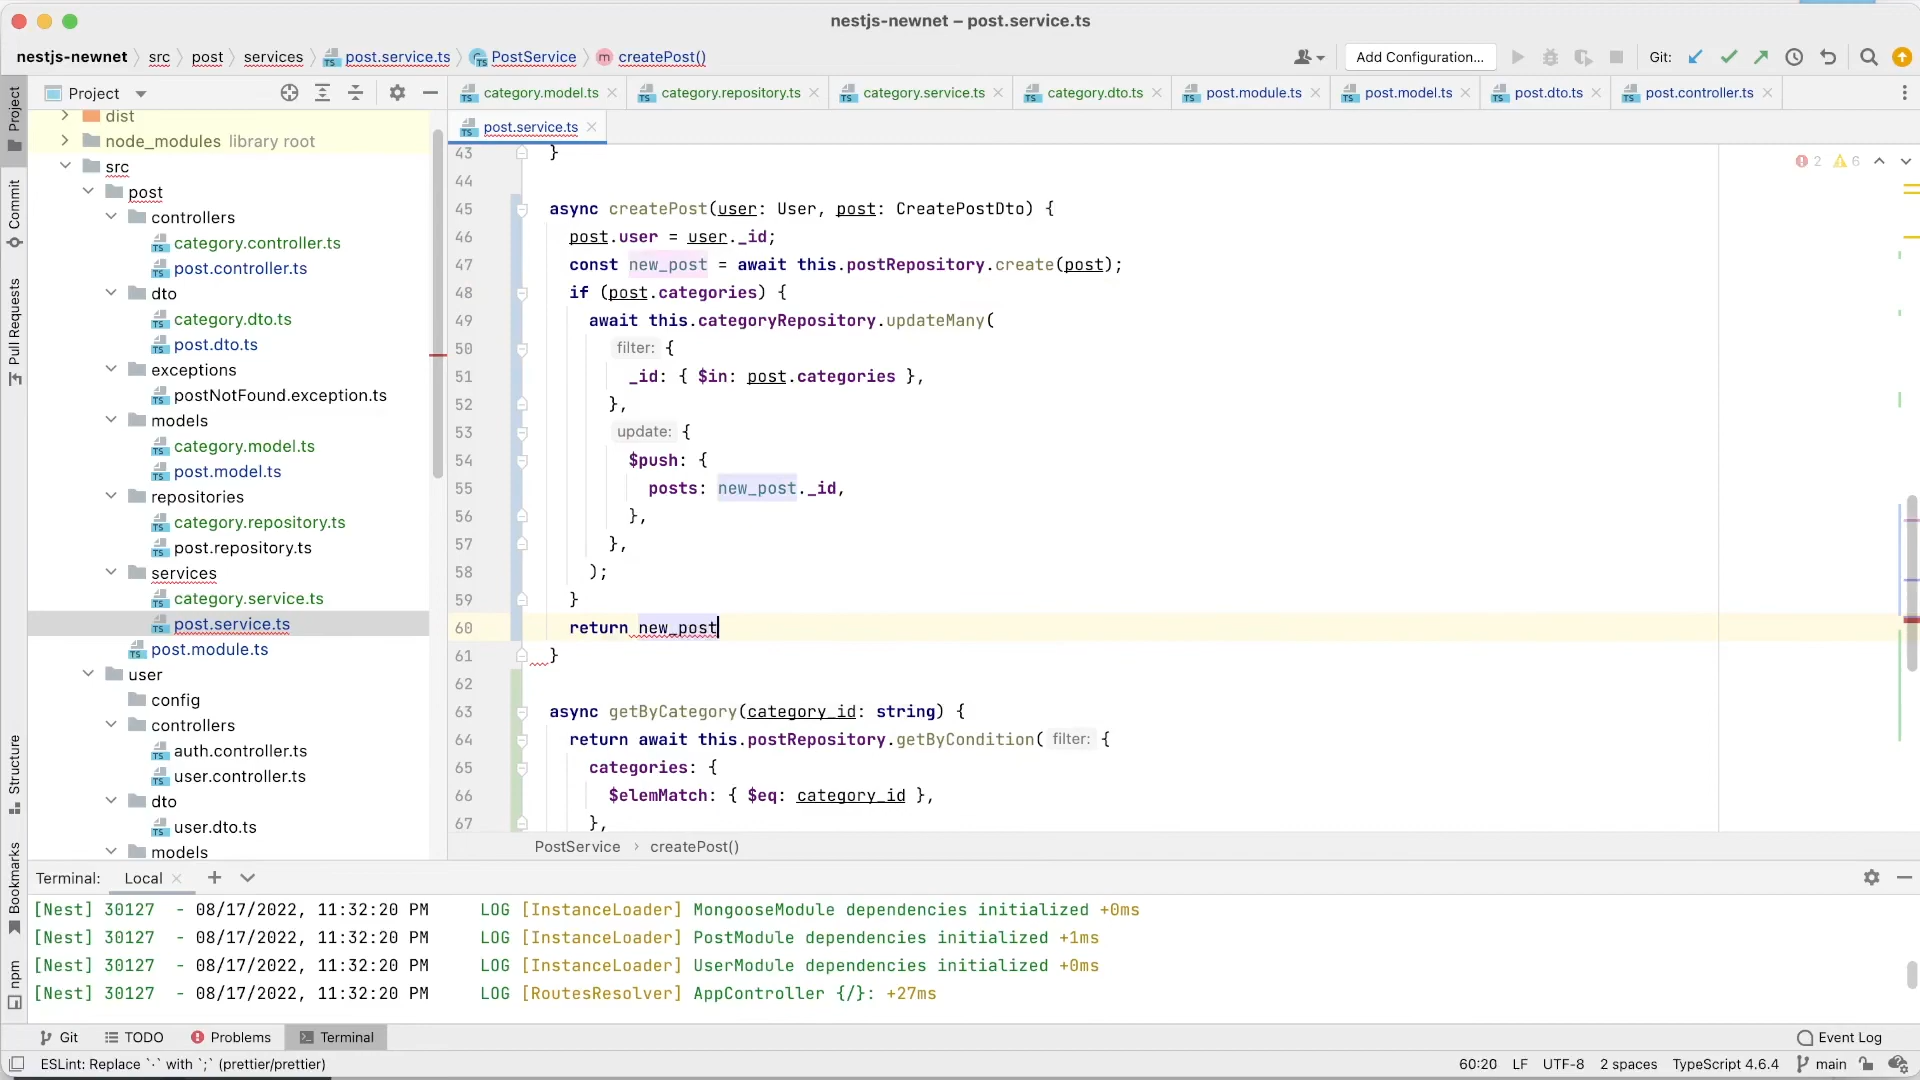 nestjs-newnet – post.service.ts
nestjs-newnet src post services post.service.ts PostService createPost() Add Configuration... Git:
Project category.model.ts category.repository.ts category.service.ts category.dto.ts post.module.ts post.model.ts post.dto.ts post.controller.ts
post.service.ts
Project
Commit
Pull Requests
Structure
Bookmarks
npm
dist
node_modules library root
src
post
controllers
category.controller.ts
post.controller.ts
dto
category.dto.ts
post.dto.ts
exceptions
postNotFound.exception.ts
models
category.model.ts
post.model.ts
repositories
category.repository.ts
post.repository.ts
services
category.service.ts
post.service.ts
post.module.ts
user
config
controllers
auth.controller.ts
user.controller.ts
dto
user.dto.ts
models
2 6
43 }
44
45 async createPost(user: User, post: CreatePostDto) {
46 post.user = user._id;
47 const new_post = await this.postRepository.create(post);
48 if (post.categories) {
49 await this.categoryRepository.updateMany(
50 filter: {
51 _id: { $in: post.categories },
52 },
53 update: {
54 $push: {
55 posts: new_post._id,
56 },
57 },
58 );
59 }
60 return new_post
61 }
62
63 async getByCategory(category_id: string) {
64 return await this.postRepository.getByCondition( filter: {
65 categories: {
66 $elemMatch: { $eq: category_id },
67 },
PostService › createPost()
Terminal: Local
[Nest] 30127 - 08/17/2022, 11:32:20 PM LOG [InstanceLoader] MongooseModule dependencies initialized +0ms
[Nest] 30127 - 08/17/2022, 11:32:20 PM LOG [InstanceLoader] PostModule dependencies initialized +1ms
[Nest] 30127 - 08/17/2022, 11:32:20 PM LOG [InstanceLoader] UserModule dependencies initialized +0ms
[Nest] 30127 - 08/17/2022, 11:32:20 PM LOG [RoutesResolver] AppController {/}: +27ms
Git TODO Problems Terminal Event Log
ESLint: Replace `·` with `;` (prettier/prettier) 60:20 LF UTF-8 2 spaces TypeScript 4.6.4 main